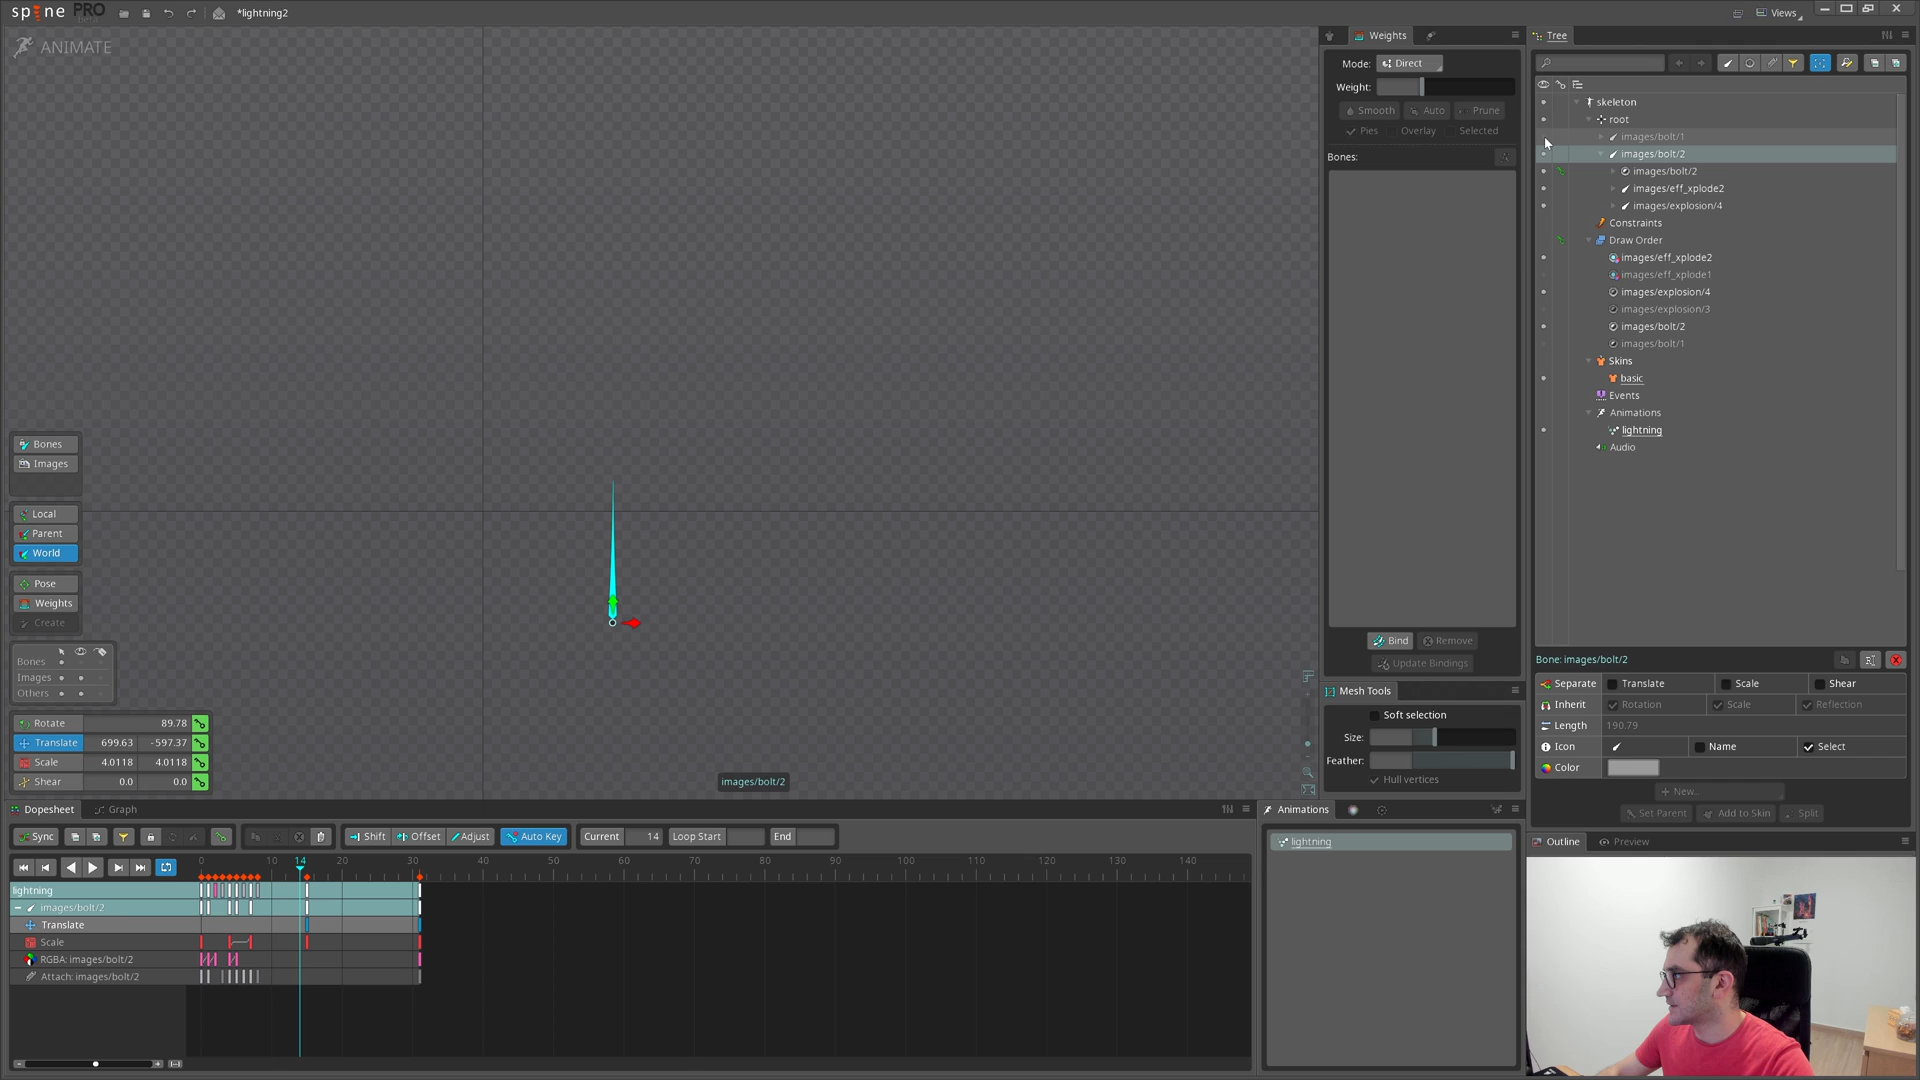 spine PRO beta *lightning2 Views
ANIMATE
Weights
Mode: Direct
Weight:
Smooth Auto Prune
Pies Overlay Selected
Bones:
Bind Remove
Update Bindings
Mesh Tools
Soft selection
Size:
Feather:
Hull vertices
Tree
skeleton
root
images/bolt/1
images/bolt/2
images/bolt/2
images/eff_xplode2
images/explosion/4
Constraints
Draw Order
images/eff_xplode2
images/eff_xplode1
images/explosion/4
images/explosion/3
images/bolt/2
images/bolt/1
Skins
basic
Events
Animations
lightning
Audio
Bone: images/bolt/2
Separate Translate Scale Shear
Inherit Rotation Scale Reflection
Length 190.79
Icon Name Select
Color
+ New...
Set Parent Add to Skin Split
Outline Preview
Bones
Images
Local
Parent
World
Pose
Weights
Create
Bones
Images
Others
Rotate 89.78
Translate 699.63 -597.37
Scale 4.0118 4.0118
Shear 0.0 0.0
images/bolt/2
Dopesheet Graph
Sync Shift Offset Adjust Auto Key Current 14 Loop Start End
0 10 14 20 30 40 50 60 70 80 90 100 110 120 130 140
lightning
images/bolt/2
Translate
Scale
RGBA: images/bolt/2
Attach: images/bolt/2
Animations
lightning